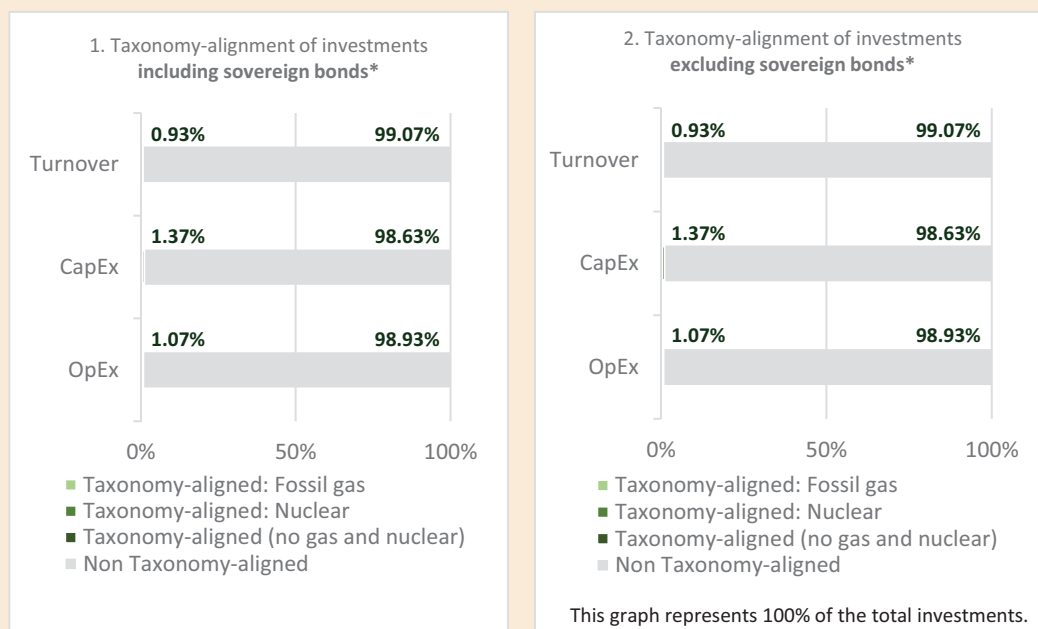 1. Taxonomy-alignment of investments
including sovereign bonds*
0.93% 99.07%
Turnover
1.37% 98.63%
CapEx
1.07% 98.93%
OpEx
0% 50% 100%
Taxonomy-aligned: Fossil gas
Taxonomy-aligned: Nuclear
Taxonomy-aligned (no gas and nuclear)
Non Taxonomy-aligned
2. Taxonomy-alignment of investments
excluding sovereign bonds*
0.93% 99.07%
Turnover
1.37% 98.63%
CapEx
1.07% 98.93%
OpEx
0% 50% 100%
Taxonomy-aligned: Fossil gas
Taxonomy-aligned: Nuclear
Taxonomy-aligned (no gas and nuclear)
Non Taxonomy-aligned
This graph represents 100% of the total investments.